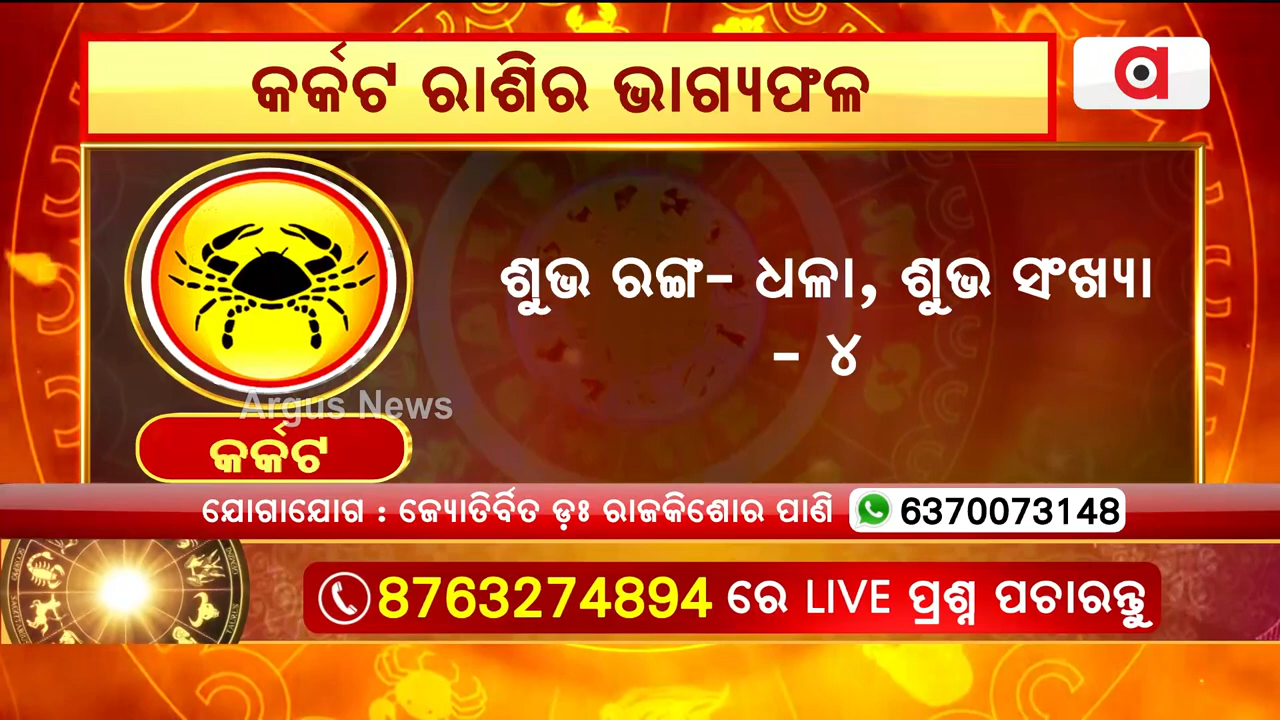 କର୍କଟ ରାଶିର ଭାଗ୍ୟଫଳ
a
ଶୁଭ ରଙ୍ଗ- ଧଳା, ଶୁଭ ସଂଖ୍ୟା
- ୪
Argus News
କର୍କଟ
ଯୋଗାଯୋଗ : ଜ୍ୟୋତିର୍ବିତ ଡ଼ଃ ରାଜକିଶୋର ପାଣି 6370073148
8763274894 ରେ LIVE ପ୍ରଶ୍ନ ପଚାରନ୍ତୁ